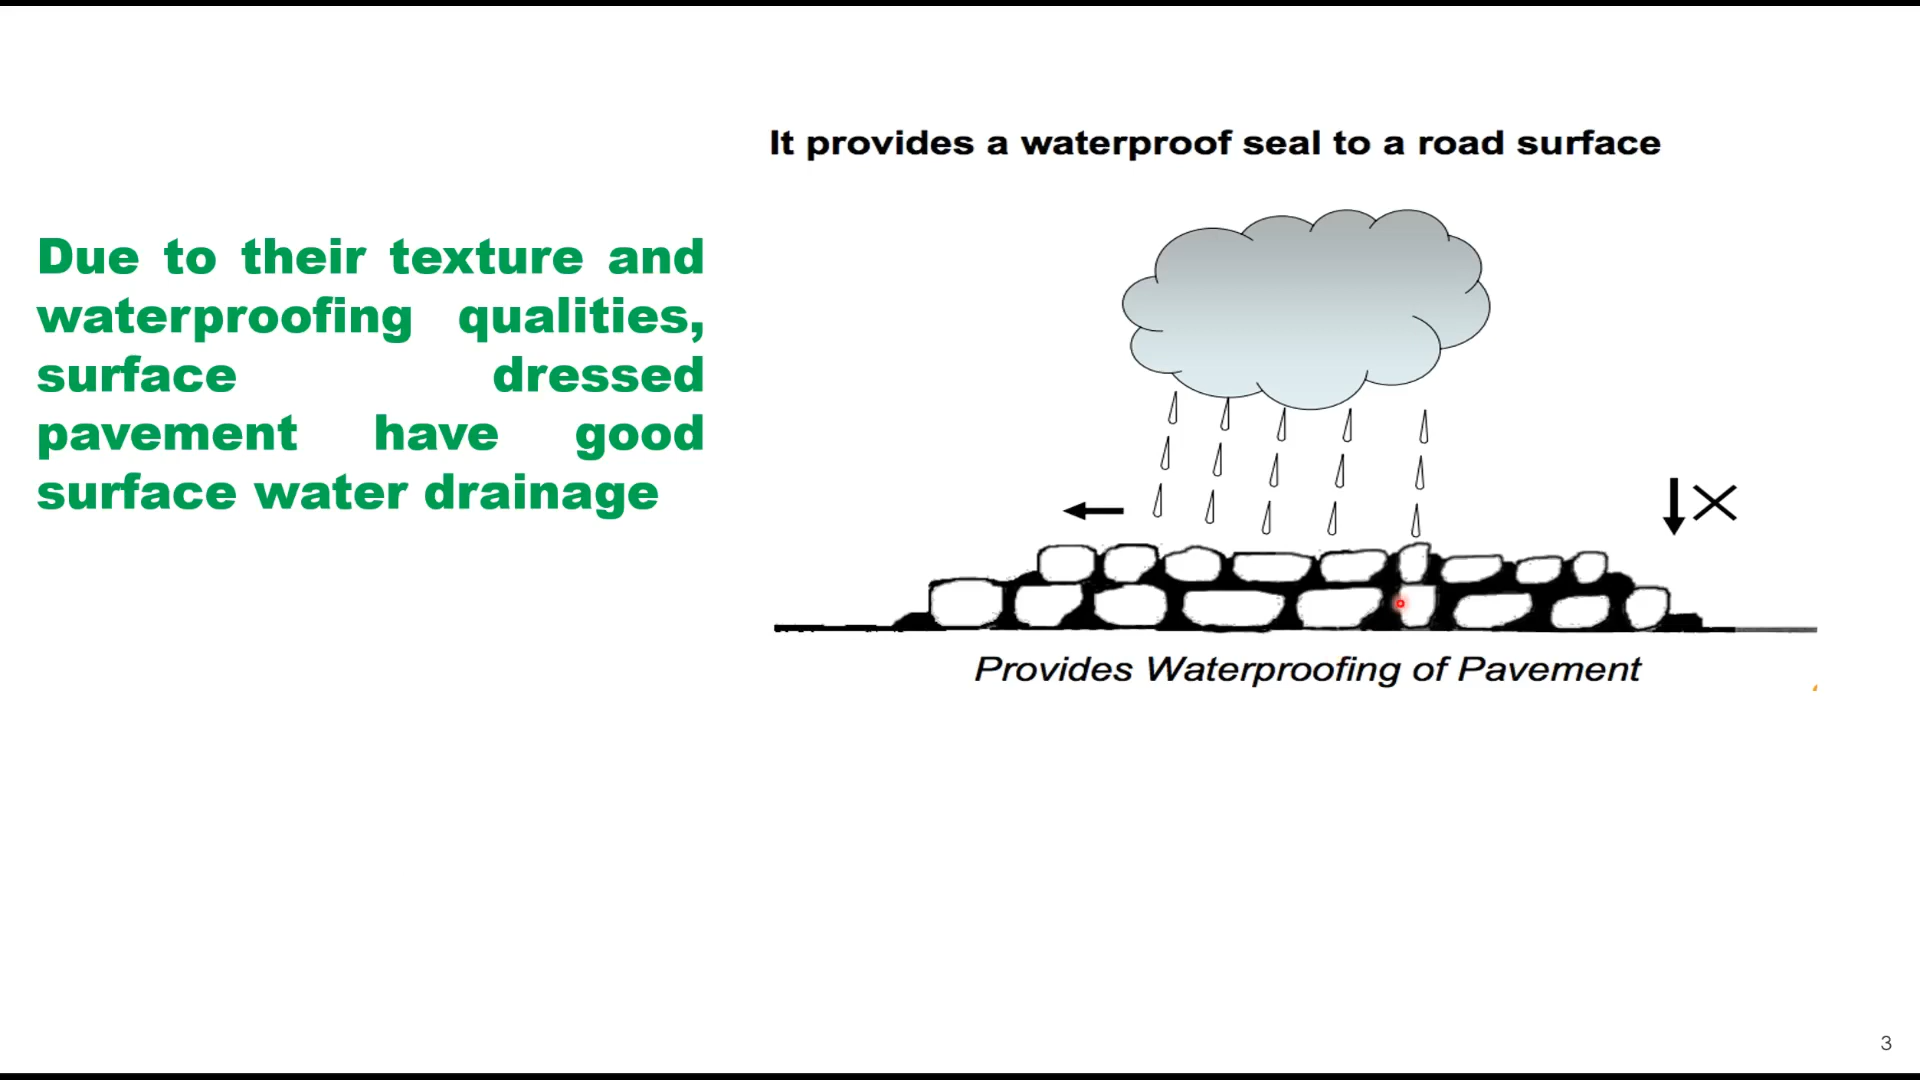 It provides a waterproof seal to a road surface
Due to their texture and
waterproofing qualities,
surface dressed
pavement have good
surface water drainage
Provides Waterproofing of Pavement
3